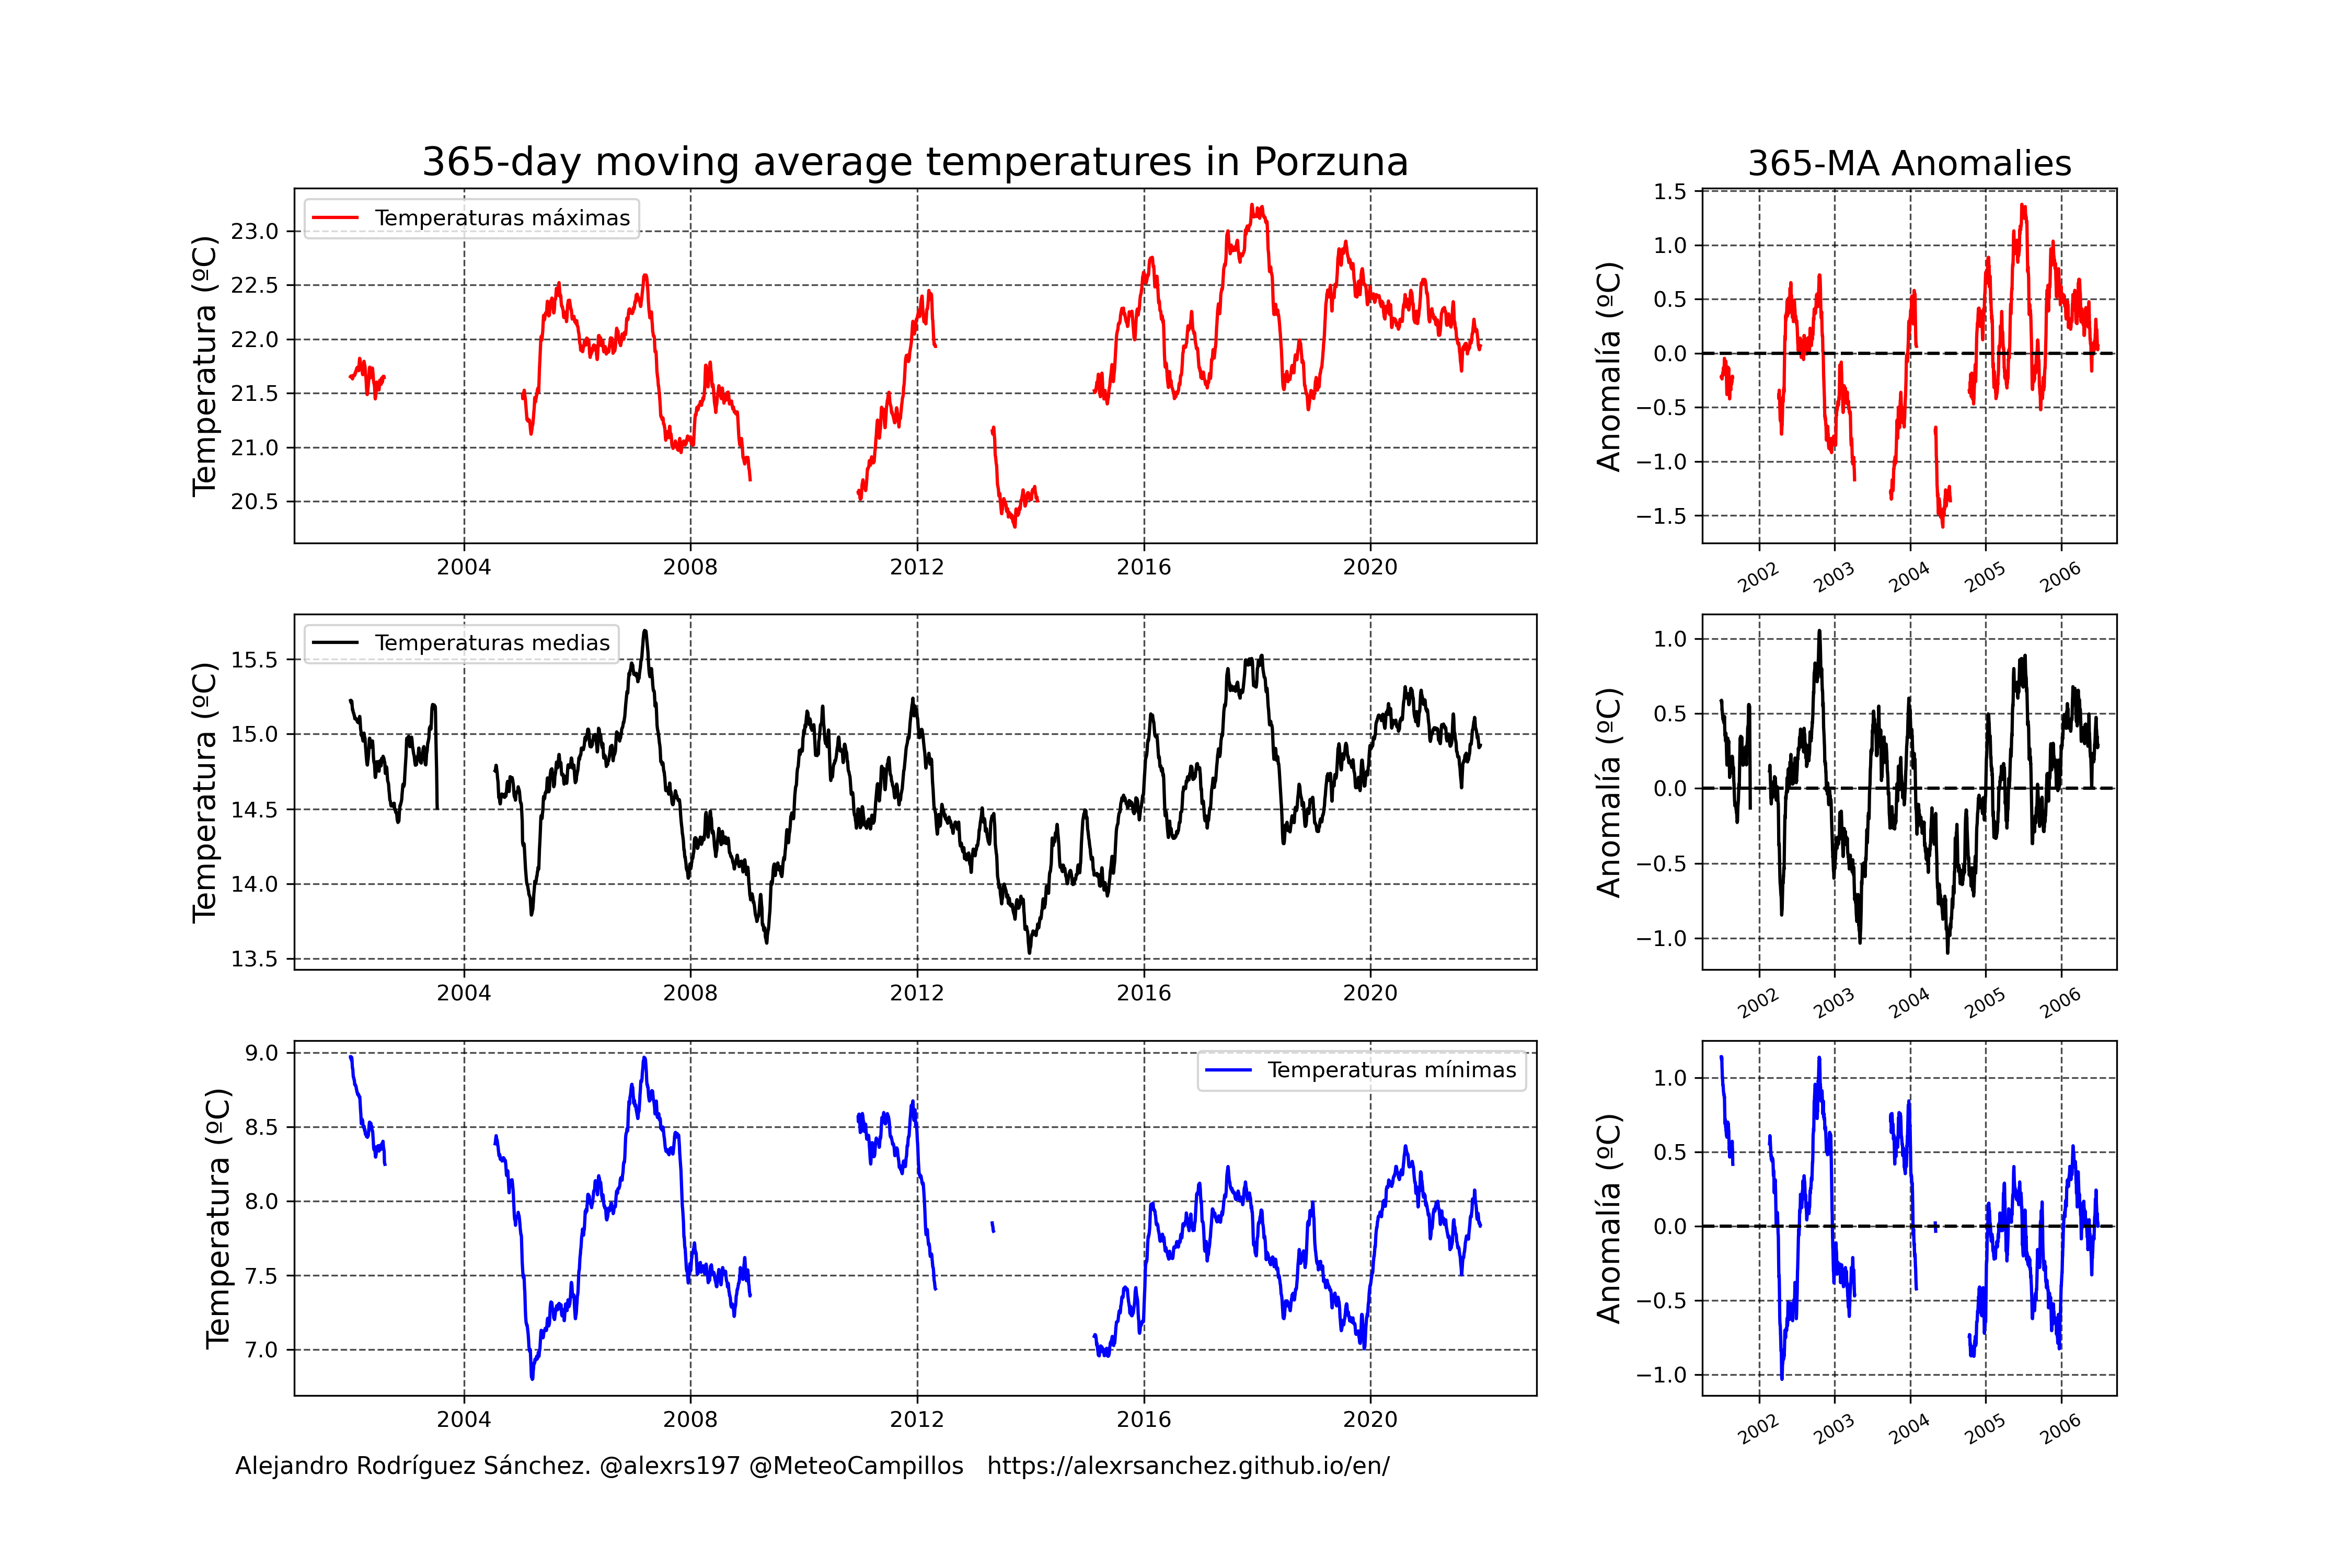 365-day moving average temperatures in Porzuna
Temperatura (ºC)
23.0
22.5
22.0
21.5
21.0
20.5
Temperaturas máximas
2004 2008 2012 2016 2020
365-MA Anomalies
Anomalía (ºC)
1.5
1.0
0.5
0.0
−0.5
−1.0
−1.5
2002 2003 2004 2005 2006
Temperatura (ºC)
15.5
15.0
14.5
14.0
13.5
Temperaturas medias
2004 2008 2012 2016 2020
Anomalía (ºC)
1.0
0.5
0.0
−0.5
−1.0
2002 2003 2004 2005 2006
Temperatura (ºC)
9.0
8.5
8.0
7.5
7.0
Temperaturas mínimas
2004 2008 2012 2016 2020
Anomalía (ºC)
1.0
0.5
0.0
−0.5
−1.0
2002 2003 2004 2005 2006
Alejandro Rodríguez Sánchez. @alexrs197 @MeteoCampillos https://alexrsanchez.github.io/en/